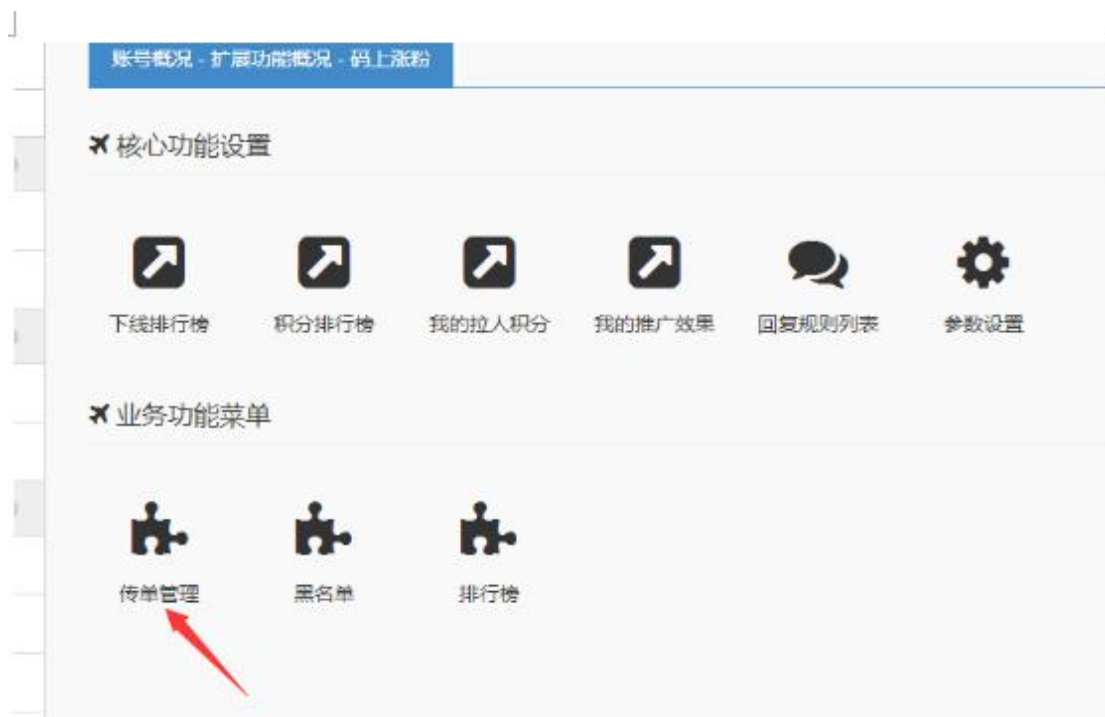 账号概况 - 扩展功能概况 - 码上涨粉
核心功能设置
下线排行榜 积分排行榜 我的拉人积分 我的推广效果 回复规则列表 参数设置
业务功能菜单
传单管理 黑名单 排行榜